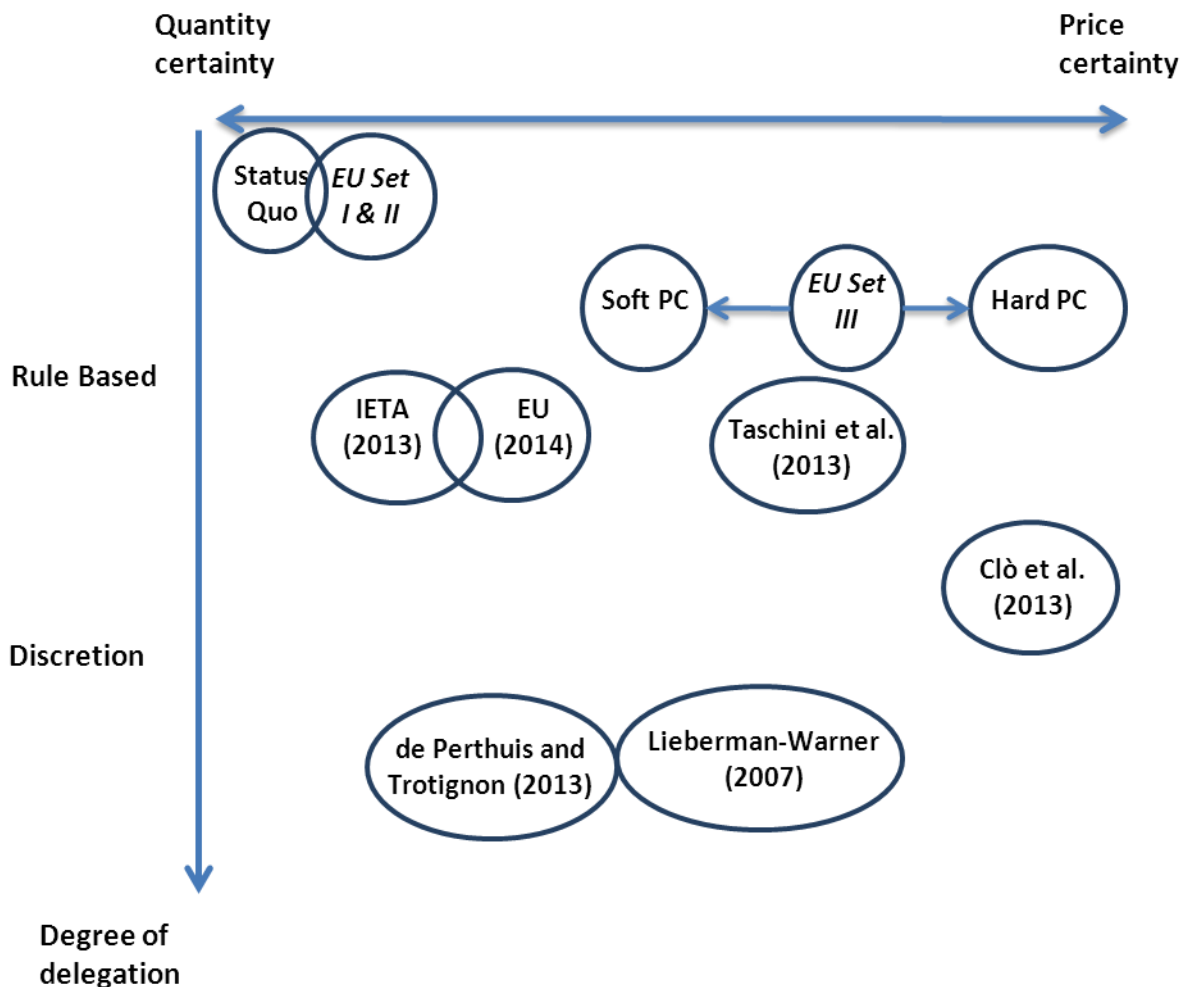 Quantity
certainty
Price
certainty
Status
Quo
EU Set
I & II
Soft PC
EU Set
III
Hard PC
Rule Based
IETA
(2013)
EU
(2014)
Taschini et al.
(2013)
Clò et al.
(2013)
Discretion
de Perthuis and
Trotignon (2013)
Lieberman-Warner
(2007)
Degree of
delegation